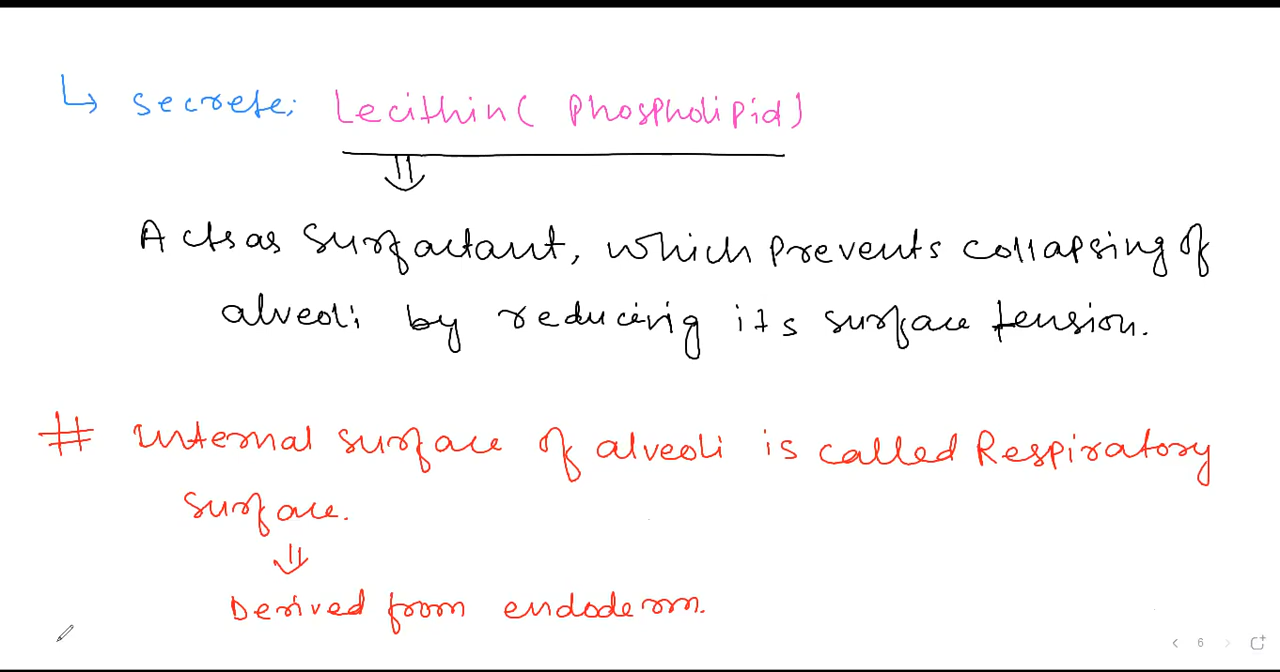 ↳ secrete; Lecithin( Phospholipid)
⇓
Acts as surfactant, which prevents collapsing of
alveoli by reducing its surface tension.
# Internal surface of alveoli is called Respiratory
surface.
⇓
Derived from endoderm.
< 6 >